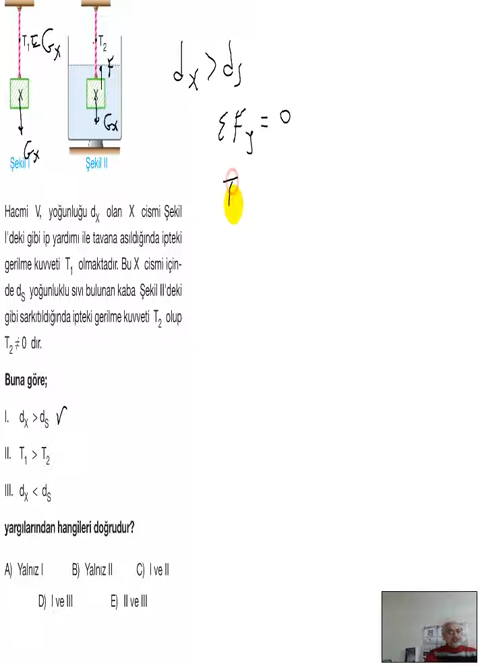 T₁ = Gx
T₂
F
X
X
Gx
Gx
Şekil I
Şekil II
dx > ds
ΣFy = 0
T
Hacmi V, yoğunluğu dX olan X cismi Şekil
I'deki gibi ip yardımı ile tavana asıldığında ipteki
gerilme kuvveti T₁ olmaktadır. Bu X cismi için-
de dS yoğunluklu sıvı bulunan kaba Şekil II'deki
gibi sarkıtıldığında ipteki gerilme kuvveti T₂ olup
T₂ ≠ 0 dır.
Buna göre;
I. dX > dS √
II. T₁ > T₂
III. dX < dS
yargılarından hangileri doğrudur?
A) Yalnız I B) Yalnız II C) I ve II
D) I ve III E) II ve III